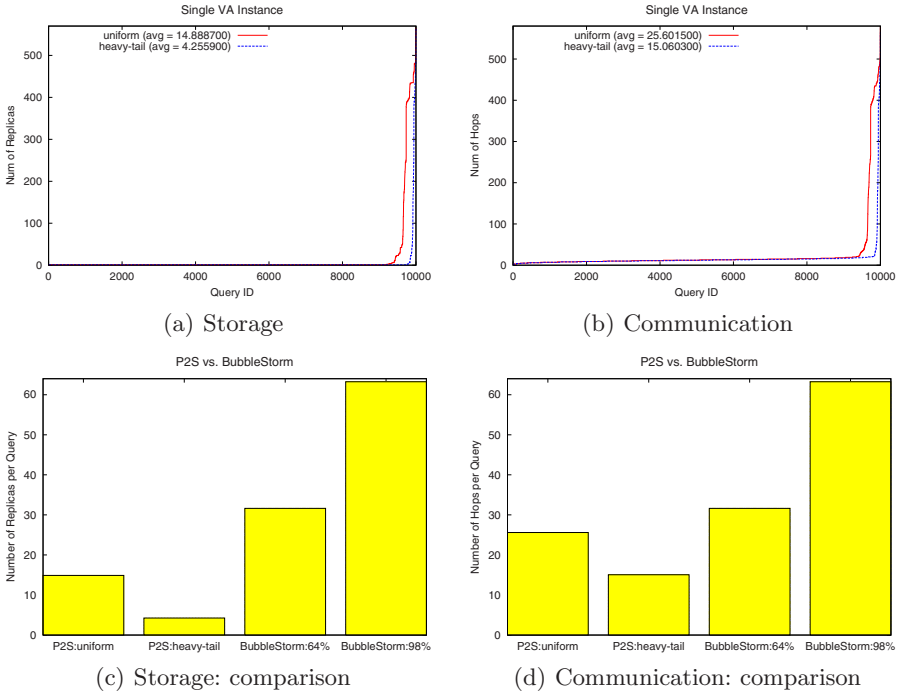 Single VA Instance
uniform (avg = 14.888700)
heavy-tail (avg = 4.255900)
Num of Replicas
500
400
300
200
100
0
0 2000 4000 6000 8000 10000
Query ID
(a) Storage
Single VA Instance
uniform (avg = 25.601500)
heavy-tail (avg = 15.060300)
Num of Hops
500
400
300
200
100
0
0 2000 4000 6000 8000 10000
Query ID
(b) Communication
P2S vs. BubbleStorm
Number of Replicas per Query
60
50
40
30
20
10
0
P2S:uniform P2S:heavy-tail BubbleStorm:64% BubbleStorm:98%
(c) Storage: comparison
P2S vs. BubbleStorm
Number of Hops per Query
60
50
40
30
20
10
0
P2S:uniform P2S:heavy-tail BubbleStorm:64% BubbleStorm:98%
(d) Communication: comparison